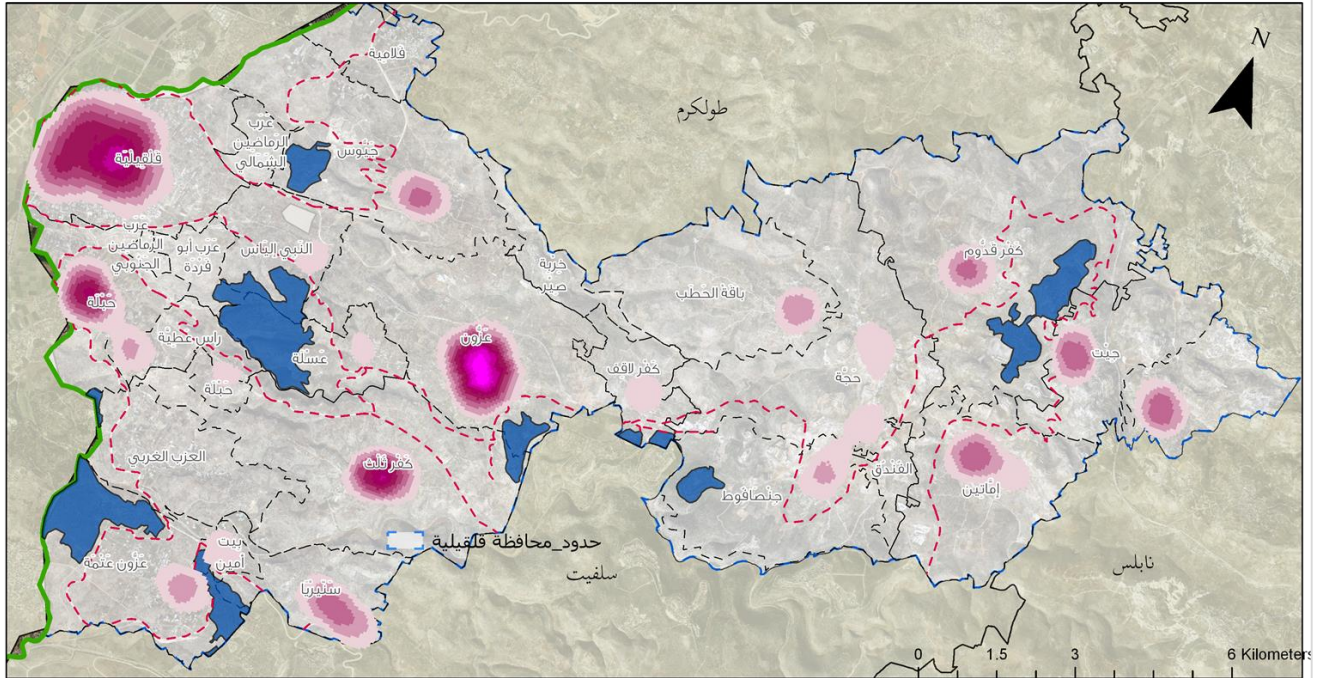 فلامية
N
طولكرم
عرب
الرماضين
الشمالي
جيوس
قلقيلية
عرب
الرماضين
الجنوبي
عرب أبو
فردة
النبي إلياس
خربة
صير
كفر قدوم
باقة الحطب
حبلة
راس عطية
عسلة
عزون
جيت
كفر لاقف
حجة
حبلة
العزب الغربي
كفر ثلث
الفندق
جنصافوط
إماتين
حدود_محافظة قلقيلية
بيت
أمين
عزون عتمة
سنيريا
سلفيت
نابلس
0 1.5 3 6 Kilometers